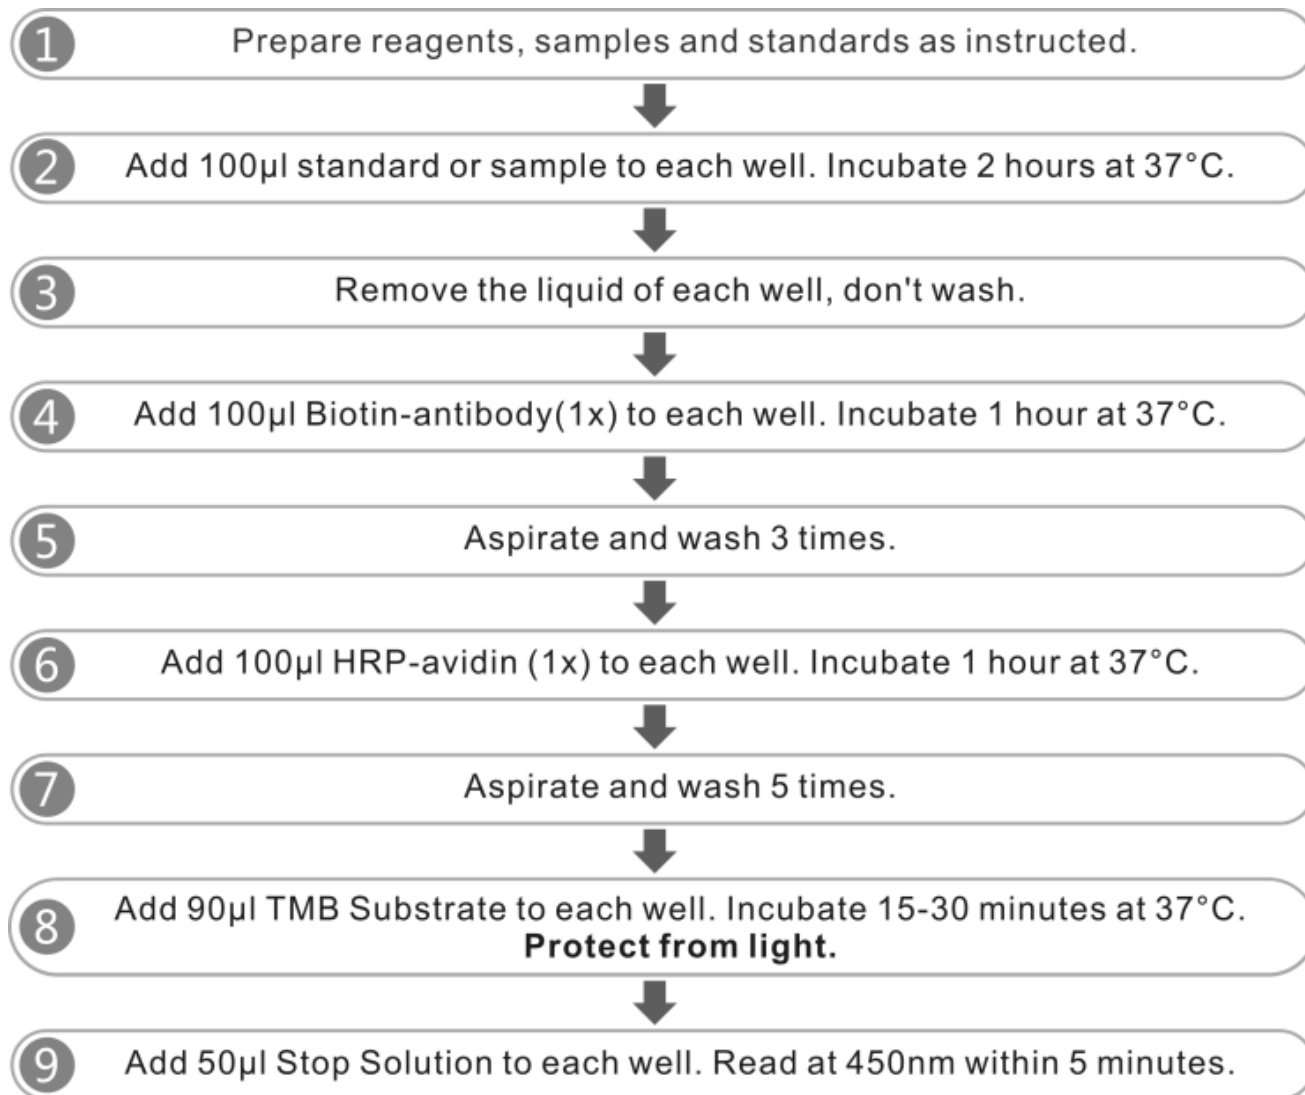 1 Prepare reagents, samples and standards as instructed.
2 Add 100µl standard or sample to each well. Incubate 2 hours at 37°C.
3 Remove the liquid of each well, don't wash.
4 Add 100µl Biotin-antibody(1x) to each well. Incubate 1 hour at 37°C.
5 Aspirate and wash 3 times.
6 Add 100µl HRP-avidin (1x) to each well. Incubate 1 hour at 37°C.
7 Aspirate and wash 5 times.
8 Add 90µl TMB Substrate to each well. Incubate 15-30 minutes at 37°C.
Protect from light.
9 Add 50µl Stop Solution to each well. Read at 450nm within 5 minutes.